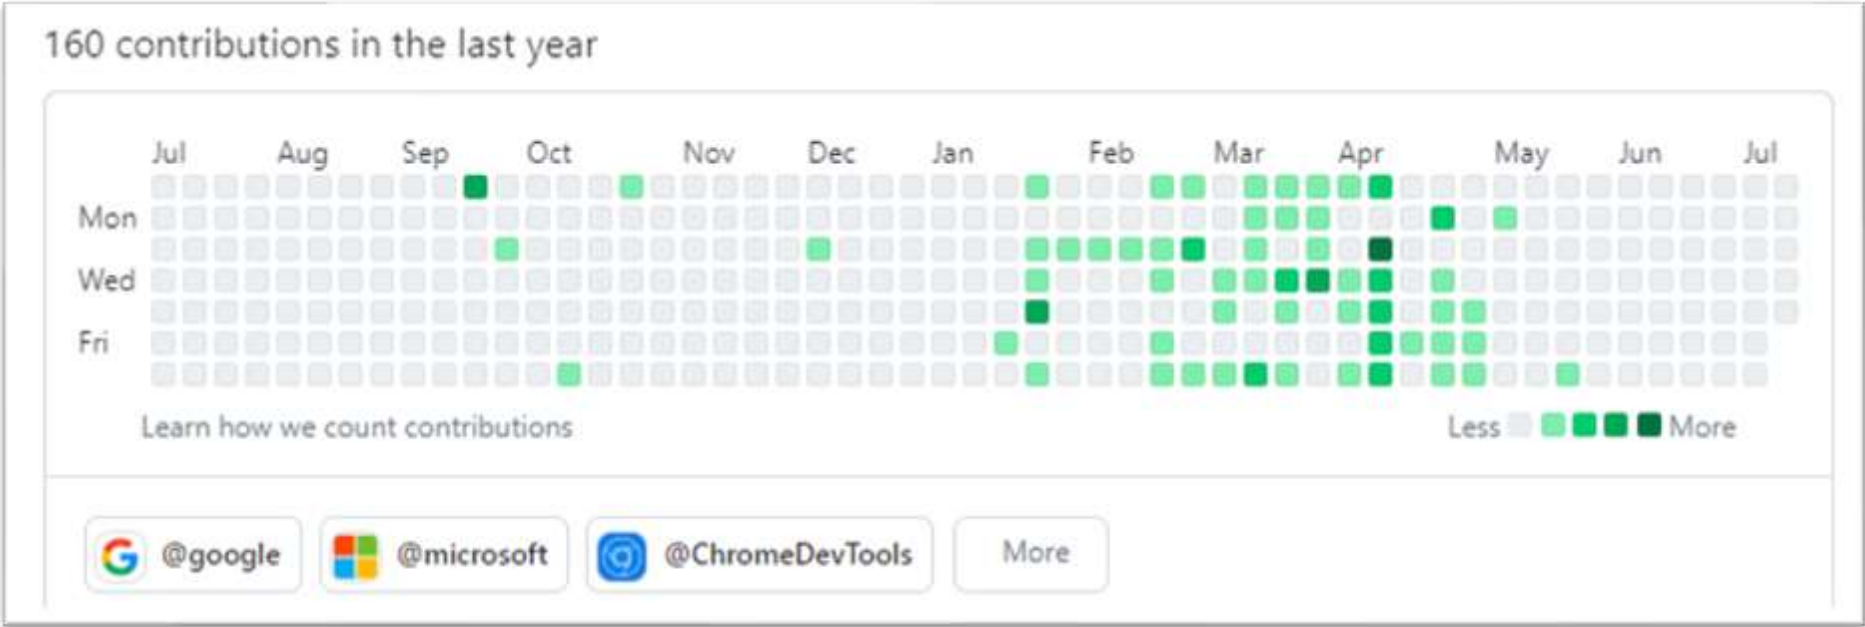 160 contributions in the last year
Jul Aug Sep Oct Nov Dec Jan Feb Mar Apr May Jun Jul
Mon
Wed
Fri
Learn how we count contributions
Less More
@google @microsoft @ChromeDevTools More